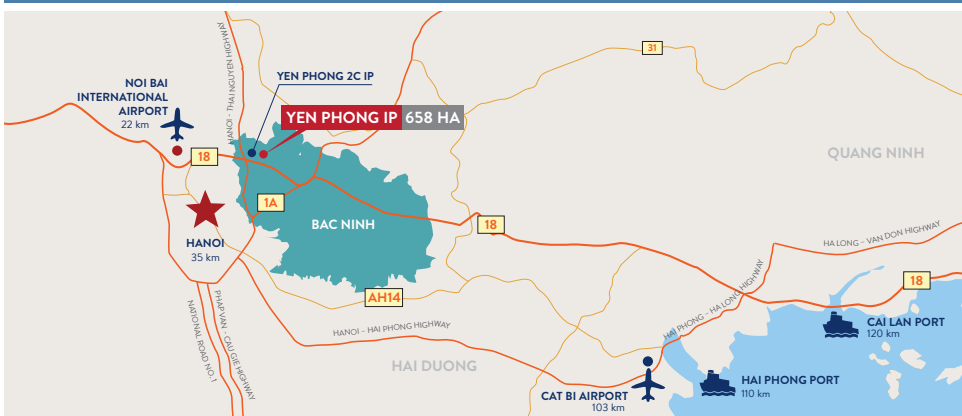 31
YEN PHONG 2C IP
NOI BAI
INTERNATIONAL
AIRPORT
22 km
HANOI - THAI NGUYEN HIGHWAY
YEN PHONG IP 658 HA
QUANG NINH
18
1A
BAC NINH
18
HANOI
35 km
HA LONG - VAN DON HIGHWAY
18
AH14
HAI PHONG - HA LONG HIGHWAY
NATIONAL ROAD NO.1
PHAP VAN - CAU GIE HIGHWAY
HANOI - HAI PHONG HIGHWAY
CAI LAN PORT
120 km
HAI DUONG
HAI PHONG PORT
110 km
CAT BI AIRPORT
103 km